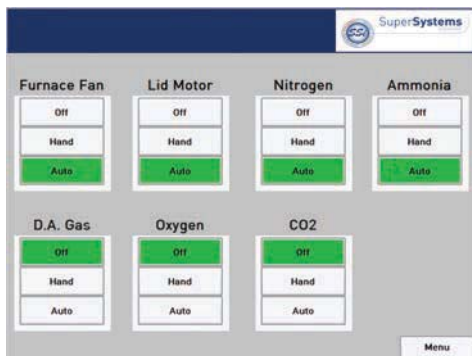 SuperSystems
Furnace Fan Lid Motor Nitrogen Ammonia
Off Off Off Off
Hand Hand Hand Hand
Auto Auto Auto Auto
D.A. Gas Oxygen CO2
Off Off Off
Hand Hand Hand
Auto Auto Auto
Menu